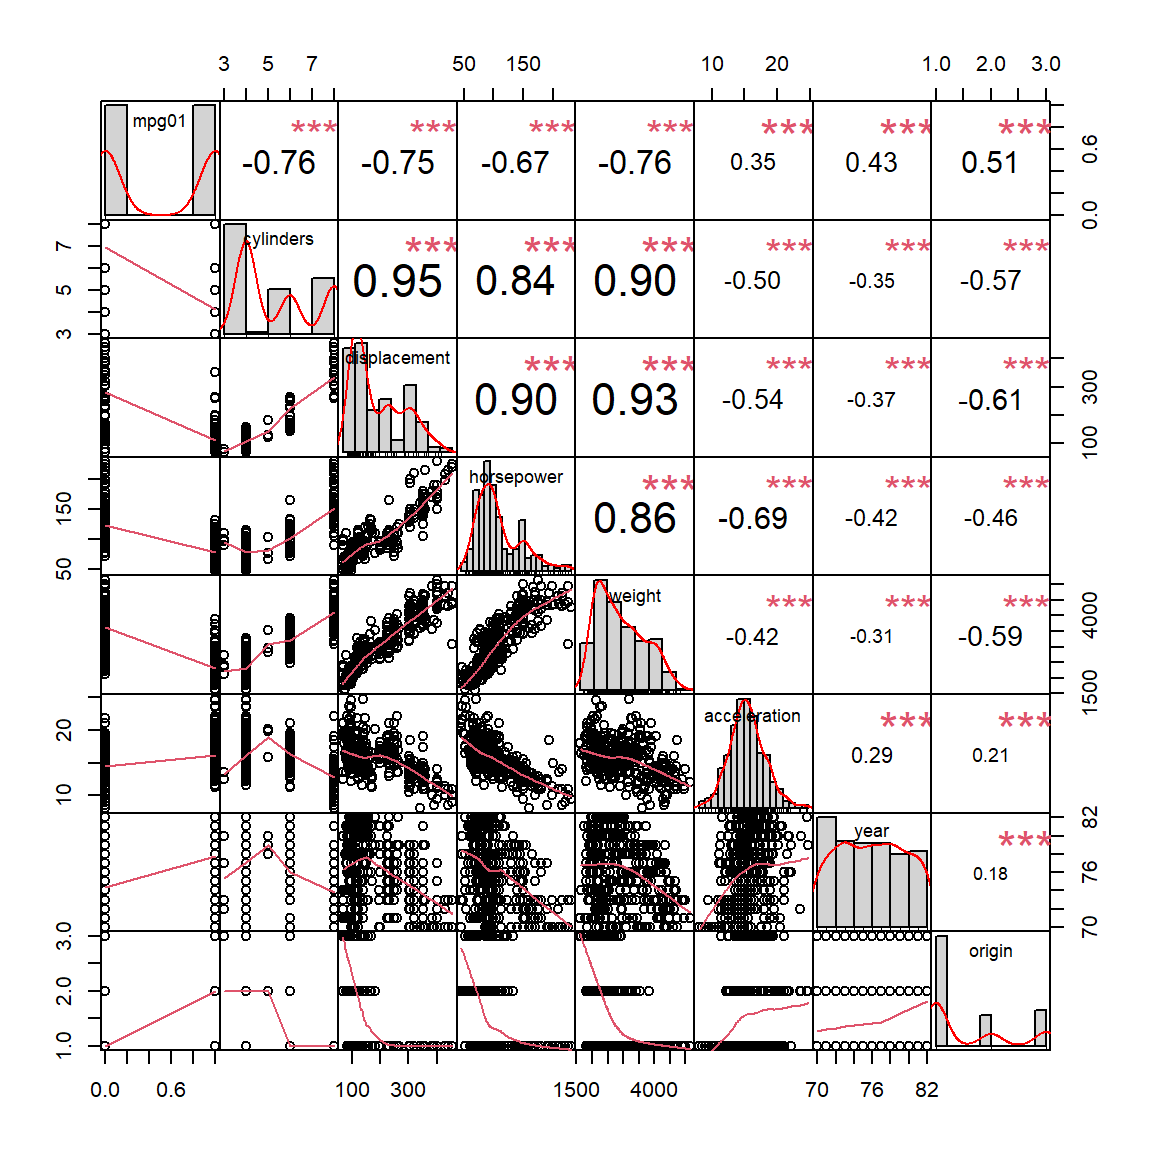 3 5 7 50 150 10 20 1.0 2.0 3.0
mpg01 *** *** *** *** *** *** ***
-0.76 -0.75 -0.67 -0.76 0.35 0.43 0.51
0.0 0.6
cylinders *** *** *** *** *** ***
0.95 0.84 0.90 -0.50 -0.35 -0.57
3 5 7
displacement *** *** *** *** ***
0.90 0.93 -0.54 -0.37 -0.61
100 300
horsepower *** *** *** ***
0.86 -0.69 -0.42 -0.46
50 150
weight *** *** ***
-0.42 -0.31 -0.59
1500 4000
acceleration *** ***
0.29 0.21
10 20
year ***
0.18
70 76 82
origin
1.0 2.0 3.0
0.0 0.6 100 300 1500 4000 70 76 82